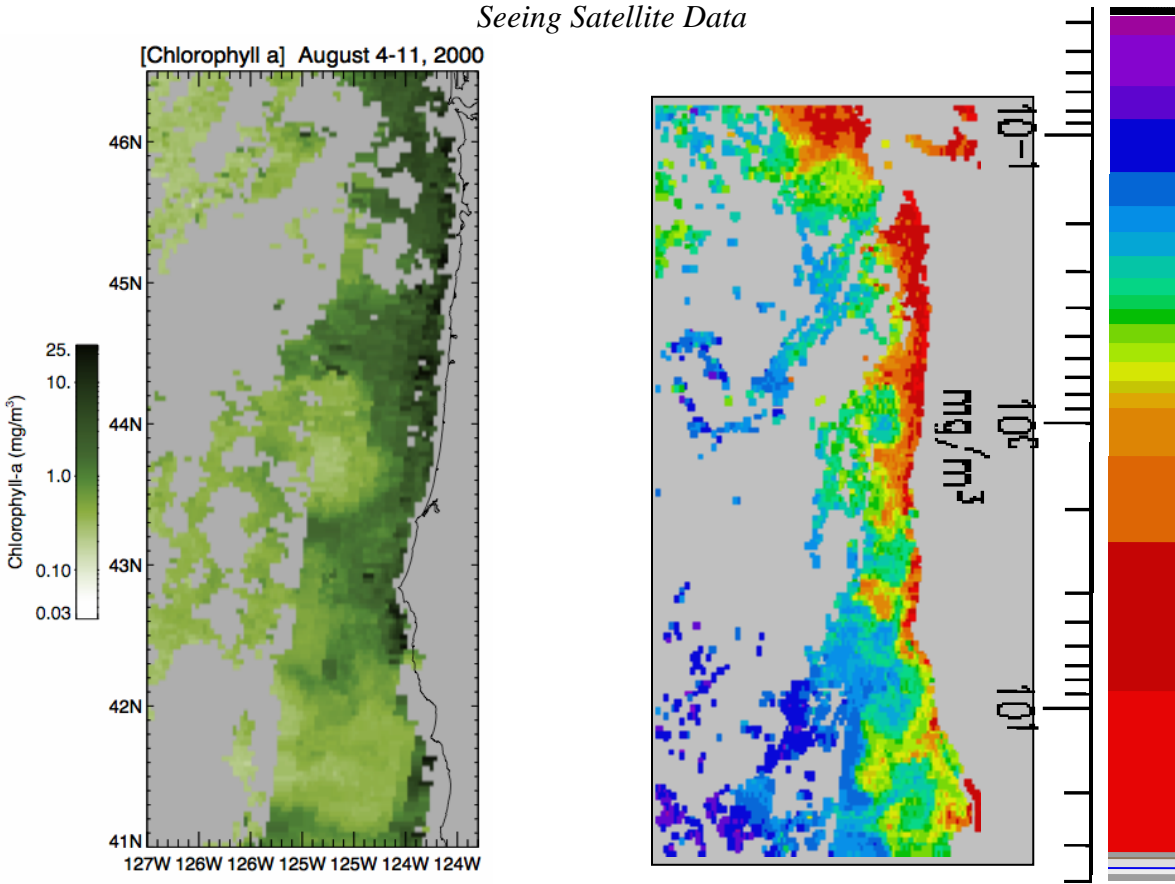 Seeing Satellite Data
[Chlorophyll a] August 4-11, 2000
46N
45N
44N
43N
42N
41N
127W 126W 126W 125W 125W 124W 124W
Chlorophyll-a (mg/m³)
25.
10.
1.0
0.10
0.03
10-1
10⁰
10¹
mg/m³